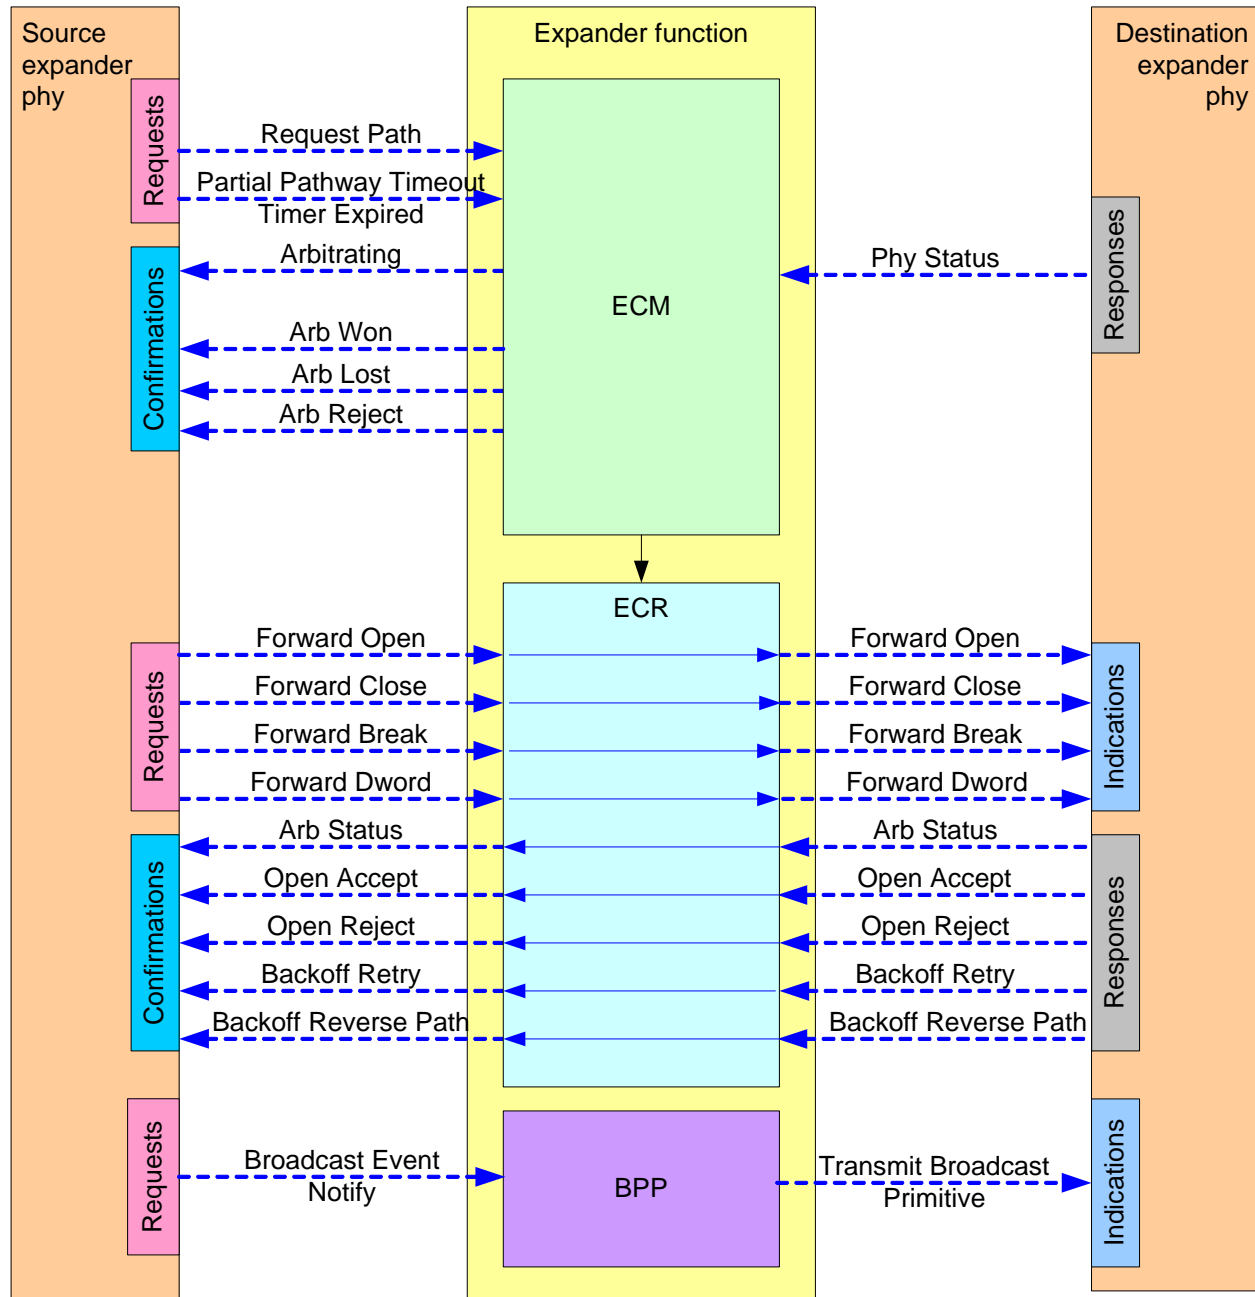 Source
expander
phy
Expander function
Destination
expander
phy
Requests
Request Path
Partial Pathway Timeout
Timer Expired
Confirmations
Arbitrating
Arb Won
Arb Lost
Arb Reject
ECM
Phy Status
Responses
ECR
Requests
Forward Open
Forward Close
Forward Break
Forward Dword
Forward Open
Forward Close
Forward Break
Forward Dword
Indications
Confirmations
Arb Status
Open Accept
Open Reject
Backoff Retry
Backoff Reverse Path
Arb Status
Open Accept
Open Reject
Backoff Retry
Backoff Reverse Path
Responses
Requests
Broadcast Event
Notify
BPP
Transmit Broadcast
Primitive
Indications